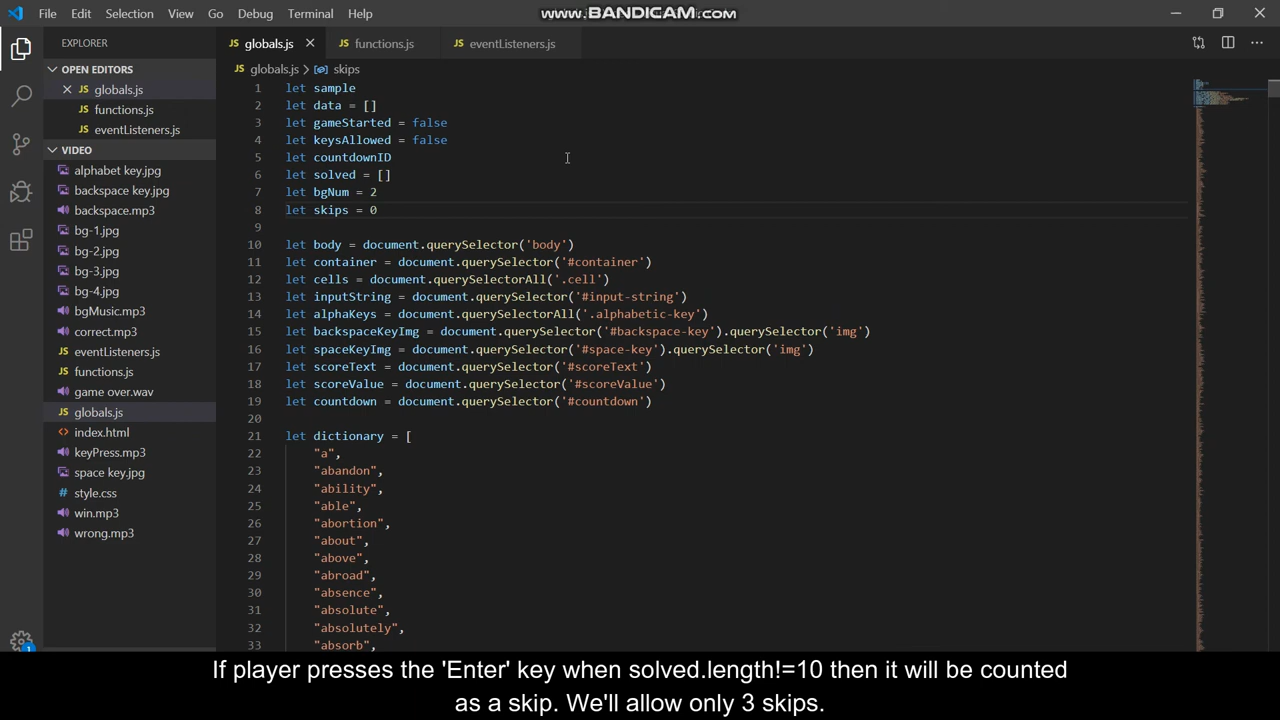 File Edit Selection View Go Debug Terminal Help
www.BANDICAM.com
EXPLORER
OPEN EDITORS
JS globals.js
JS functions.js
JS eventListeners.js
VIDEO
alphabet key.jpg
backspace key.jpg
backspace.mp3
bg-1.jpg
bg-2.jpg
bg-3.jpg
bg-4.jpg
bgMusic.mp3
correct.mp3
JS eventListeners.js
JS functions.js
game over.wav
JS globals.js
<> index.html
keyPress.mp3
space key.jpg
# style.css
win.mp3
wrong.mp3
1
JS globals.js JS functions.js JS eventListeners.js
JS globals.js > skips
1 let sample
2 let data = []
3 let gameStarted = false
4 let keysAllowed = false
5 let countdownID
6 let solved = []
7 let bgNum = 2
8 let skips = 0
9
10 let body = document.querySelector('body')
11 let container = document.querySelector('#container')
12 let cells = document.querySelectorAll('.cell')
13 let inputString = document.querySelector('#input-string')
14 let alphaKeys = document.querySelectorAll('.alphabetic-key')
15 let backspaceKeyImg = document.querySelector('#backspace-key').querySelector('img')
16 let spaceKeyImg = document.querySelector('#space-key').querySelector('img')
17 let scoreText = document.querySelector('#scoreText')
18 let scoreValue = document.querySelector('#scoreValue')
19 let countdown = document.querySelector('#countdown')
20
21 let dictionary = [
22 "a",
23 "abandon",
24 "ability",
25 "able",
26 "abortion",
27 "about",
28 "above",
29 "abroad",
30 "absence",
31 "absolute",
32 "absolutely",
33 "absorb",
If player presses the 'Enter' key when solved.length!=10 then it will be counted
as a skip. We'll allow only 3 skips.